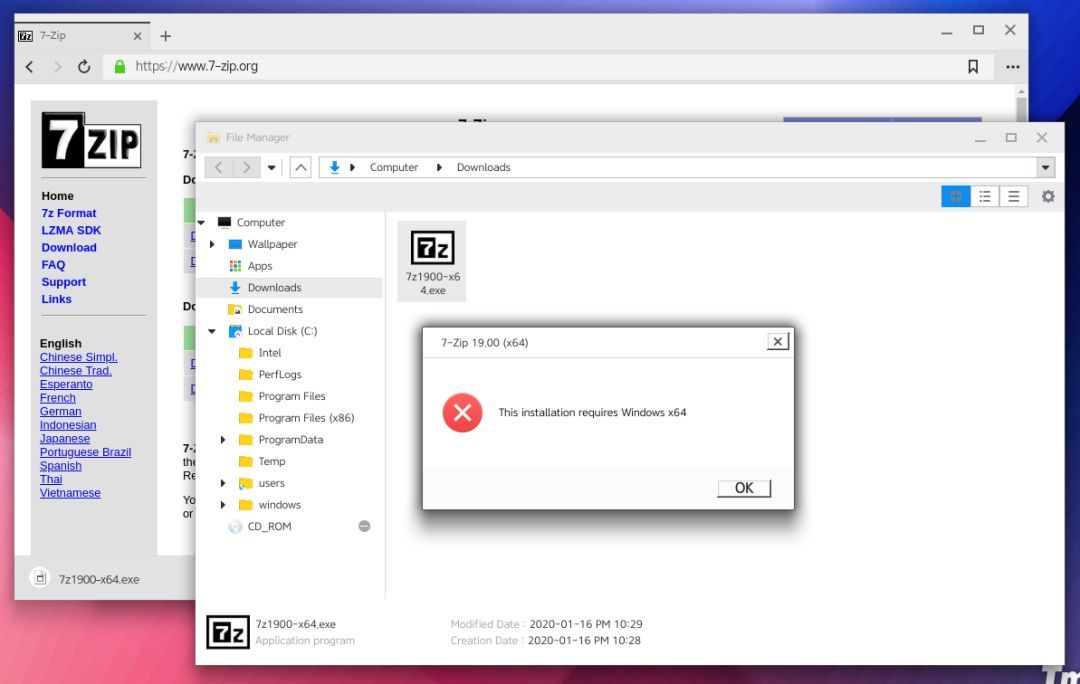 7-Zip
https://www.7-zip.org
7 ZIP
Home
7z Format
LZMA SDK
Download
FAQ
Support
Links
English
Chinese Simpl.
Chinese Trad.
Esperanto
French
German
Indonesian
Japanese
Portuguese Brazil
Spanish
Thai
Vietnamese
7z1900-x64.exe
File Manager
Computer
Downloads
Computer
Wallpaper
Apps
Downloads
Documents
Local Disk (C:)
Intel
PerfLogs
Program Files
Program Files (x86)
ProgramData
Temp
users
windows
CD_ROM
7z
7z1900-x6
4.exe
7-Zip 19.00 (x64)
This installation requires Windows x64
OK
7z
7z1900-x64.exe
Application program
Modified Date : 2020-01-16 PM 10:29
Creation Date : 2020-01-16 PM 10:28